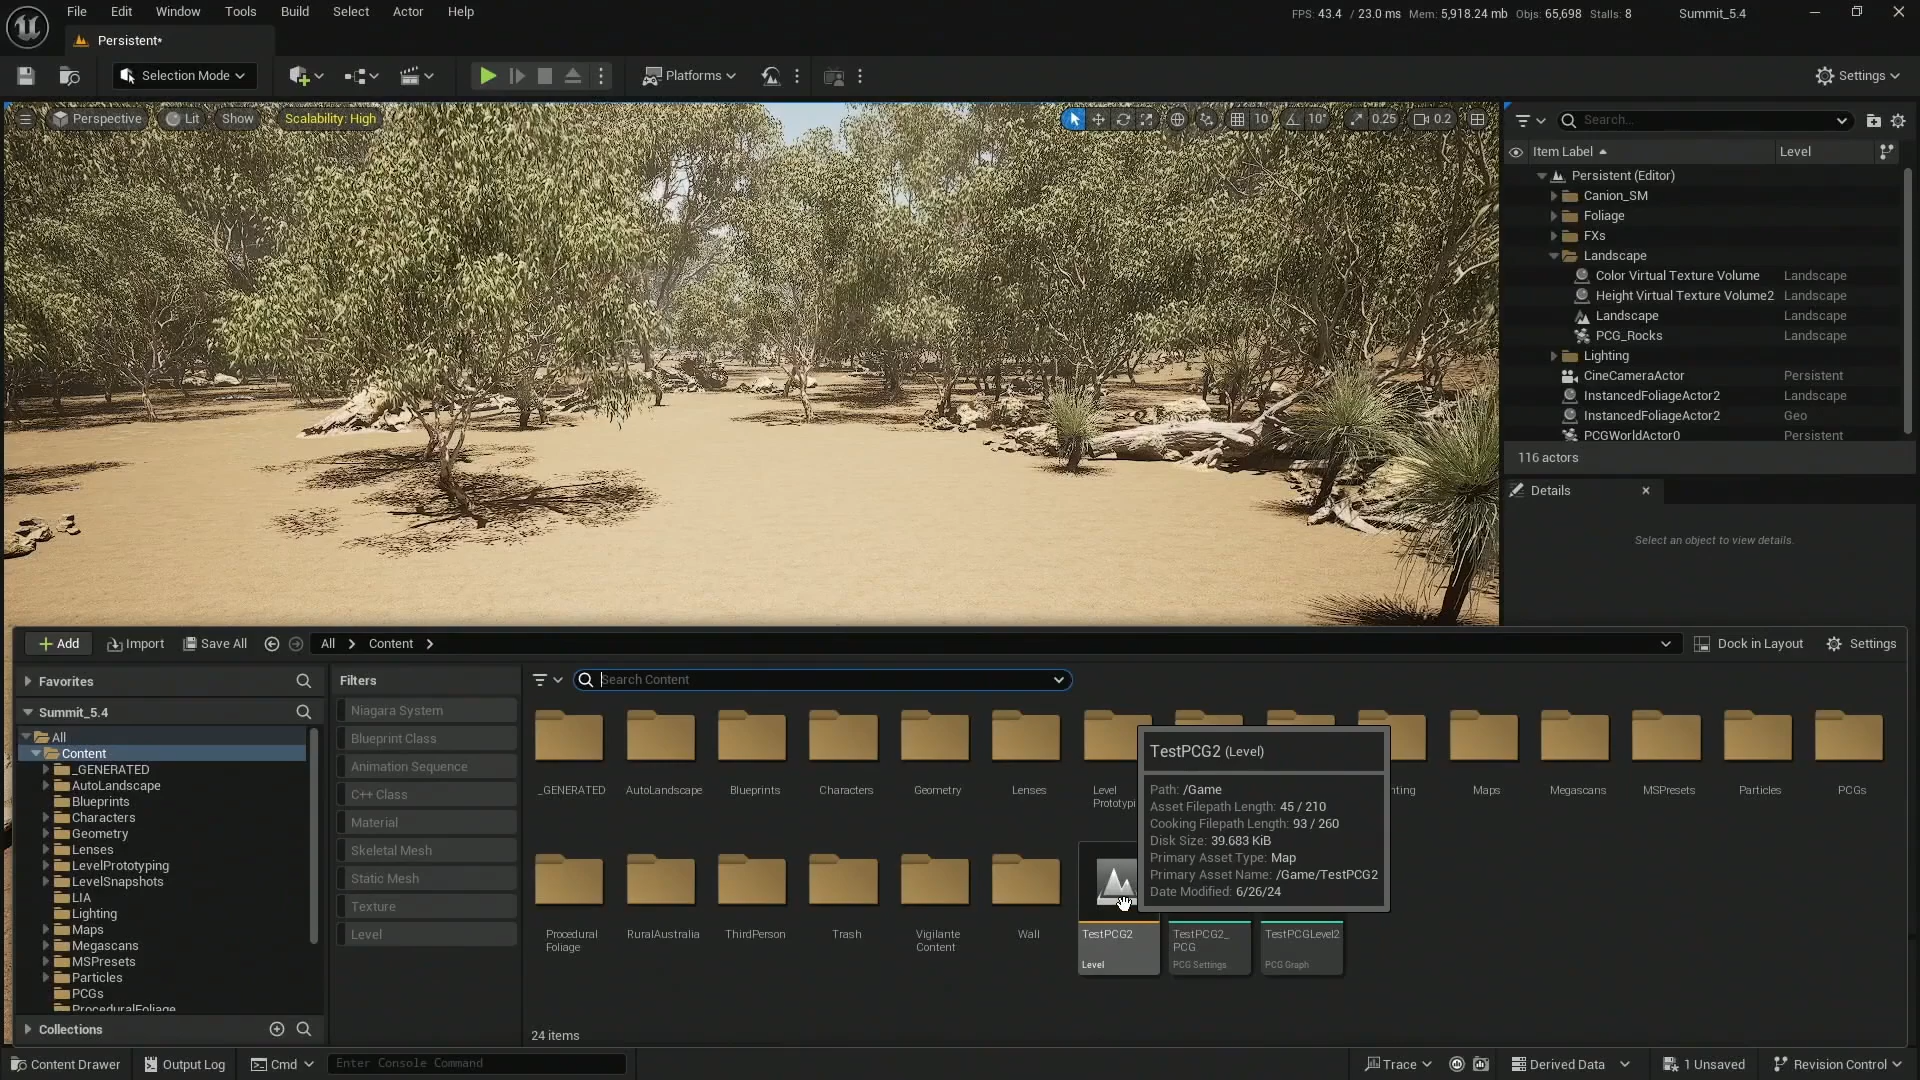 File Edit Window Tools Build Select Actor Help
FPS: 43.4 / 23.0 ms Mem: 5,918.24 mb Objs: 65,698 Stalls: 8
Summit_5.4
Persistent*
Selection Mode
Platforms
Settings
Perspective Lit Show Scalability: High
10 10° 0.25 0.2
Search...
Item Label Level
Persistent (Editor)
Canion_SM
Foliage
FXs
Landscape
Color Virtual Texture Volume Landscape
Height Virtual Texture Volume2 Landscape
Landscape Landscape
PCG_Rocks Landscape
Lighting
CineCameraActor Persistent
InstancedFoliageActor2 Landscape
InstancedFoliageActor2 Geo
PCGWorldActor0 Persistent
116 actors
Details
Select an object to view details.
Add Import Save All All Content
Dock in Layout Settings
Favorites
Summit_5.4
All
Content
_GENERATED
AutoLandscape
Blueprints
Characters
Geometry
Lenses
LevelPrototyping
LevelSnapshots
LIA
Lighting
Maps
Megascans
MSPresets
Particles
PCGs
ProceduralFoliage
Collections
Filters
Niagara System
Blueprint Class
Animation Sequence
C++ Class
Material
Skeletal Mesh
Static Mesh
Texture
Level
Search Content
_GENERATED
AutoLandscape
Blueprints
Characters
Geometry
Lenses
Level
Maps
Megascans
MSPresets
Particles
PCGs
TestPCG2 (Level)
Path: /Game
Asset Filepath Length: 45 / 210
Cooking Filepath Length: 93 / 260
Disk Size: 39.683 KiB
Primary Asset Type: Map
Primary Asset Name: /Game/TestPCG2
Date Modified: 6/26/24
Procedural
Foliage
RuralAustralia
ThirdPerson
Trash
Vigilante
Content
Wall
TestPCG2
Level
TestPCG2_
PCG
PCG Settings
TestPCGLevel2
PCG Graph
24 items
Content Drawer Output Log Cmd Enter Console Command
Trace Derived Data 1 Unsaved Revision Control